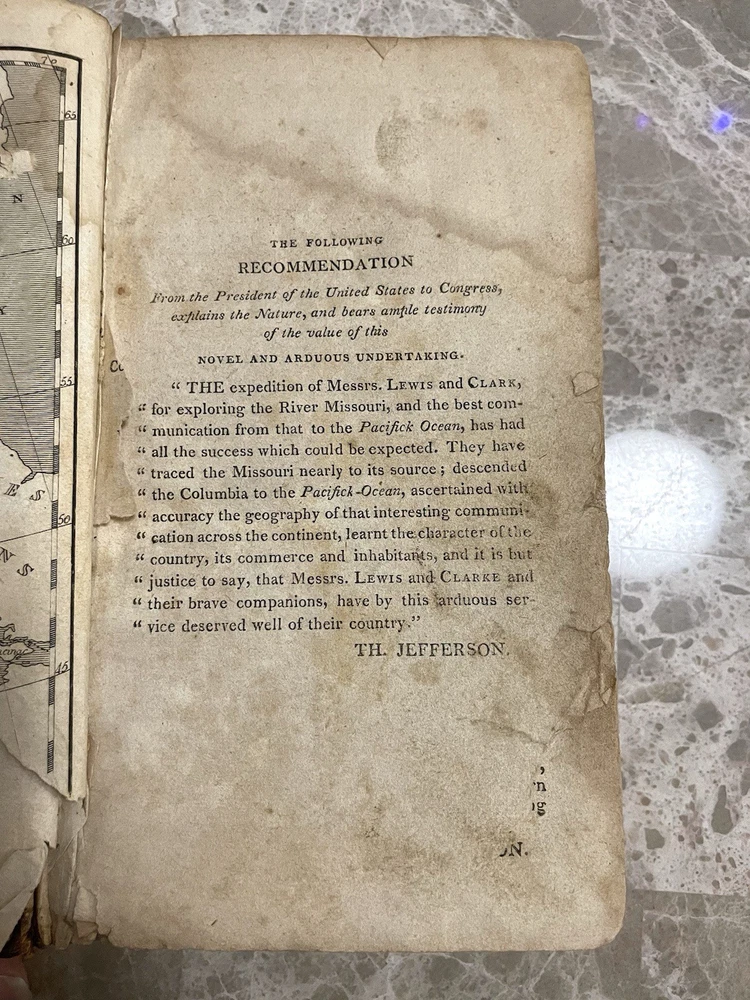 THE FOLLOWING
RECOMMENDATION
From the President of the United States to Congress,
explains the Nature, and bears ample testimony
of the value of this
NOVEL AND ARDUOUS UNDERTAKING.
“ THE expedition of Messrs. LEWIS and CLARK,
“ for exploring the River Missouri, and the best com-
“ munication from that to the Pacifick Ocean, has had
“ all the success which could be expected. They have
“ traced the Missouri nearly to its source; descended
“ the Columbia to the Pacifick-Ocean, ascertained with
“ accuracy the geography of that interesting communi-
“ cation across the continent, learnt the character of the
“ country, its commerce and inhabitants, and it is but
“ justice to say, that Messrs. LEWIS and CLARKE and
“ their brave companions, have by this arduous ser-
“ vice deserved well of their country.”
TH. JEFFERSON.
70
65
N
60
55
E S
50
N S
45